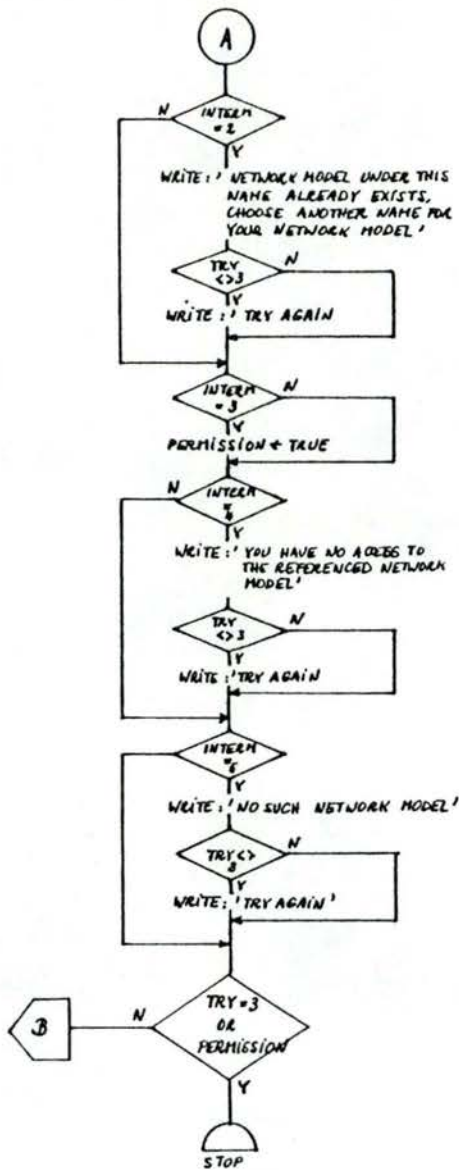 A
INTERM
N
=2
Y
WRITE: ' NETWORK MODEL UNDER THIS
NAME ALREADY EXISTS,
CHOOSE ANOTHER NAME FOR
YOUR NETWORK MODEL'
TRY
N
<>3
Y
WRITE: ' TRY AGAIN
INTERM
N
=3
Y
PERMISSION ← TRUE
N
INTERM
=4
Y
WRITE: ' YOU HAVE NO ACCESS TO
THE REFERENCED NETWORK
MODEL'
TRY
N
<>3
Y
WRITE: 'TRY AGAIN
N
INTERM
Y
WRITE: 'NO SUCH NETWORK MODEL'
TRY<>
N
3
Y
WRITE: 'TRY AGAIN'
TRY=3
B
N
OR
PERMISSION
Y
STOP